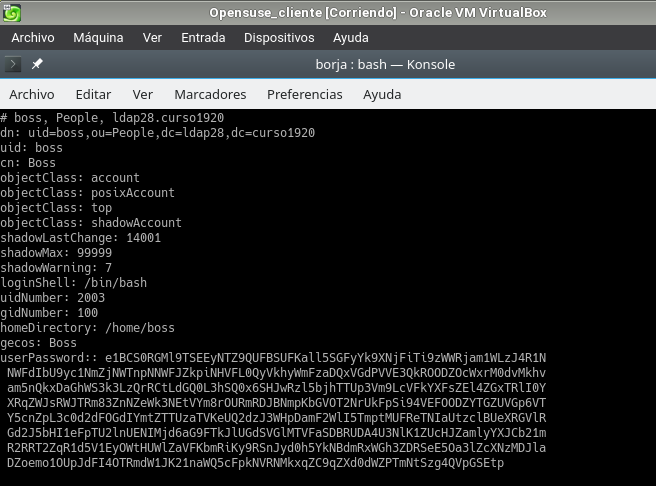 Opensuse_cliente [Corriendo] - Oracle VM VirtualBox
Archivo Máquina Ver Entrada Dispositivos Ayuda
borja : bash — Konsole
Archivo Editar Ver Marcadores Preferencias Ayuda
# boss, People, ldap28.curso1920
dn: uid=boss,ou=People,dc=ldap28,dc=curso1920
uid: boss
cn: Boss
objectClass: account
objectClass: posixAccount
objectClass: top
objectClass: shadowAccount
shadowLastChange: 14001
shadowMax: 99999
shadowWarning: 7
loginShell: /bin/bash
uidNumber: 2003
gidNumber: 100
homeDirectory: /home/boss
gecos: Boss
userPassword:: e1BCS0RGMl9TSEEyNTZ9QUFBSUFKall5SGFyYk9XNjFiTi9zWWRjam1WLzJ4R1N
NWFdIbU9yc1NmZjNWTnpNNWFJZkpiNHVFL0QyVkhyWmFzaDQxVGdPVVE3QkROODZOcWxrM0dvMkhv
am5nQkxDaGhWS3k3LzQrRCtLdGQ0L3hSQ0x6SHJwRzl5bjhTTUp3Vm9LcVFkYXFsZEl4ZGxTRlI0Y
XRqZWJsRWJTRm83ZnNZeWk3NEtVYm8rOURmRDJBNmpKbGVOT2NrUkFpSi94VEFOODZYTGZUVGp6VT
Y5cnZpL3c0d2dFOGdIYmtZTTUzaTVKeUQ2dzJ3WHpDamF2WlI5TmptMUFReTNIaUtzclBUeXRGVlR
Gd2J5bHI1eFpTU2lnUENIMjd6aG9FTkJlUGdSVGlMTVFaSDBRUDA4U3NlK1ZUcHJZamlyYXJCb21m
R2RRT2ZqR1d5V1EyOWtHUWlZaVFKbmRiKy9RSnJyd0h5YkNBdmRxWGh3ZDRSeE5Oa3lZcXNzMDJla
DZoemo1OUpJdFI4OTRmdW1JK21naWQ5cFpkNVRNMkxqZC9qZXd0dWZPTmNtSzg4QVpGSEtp